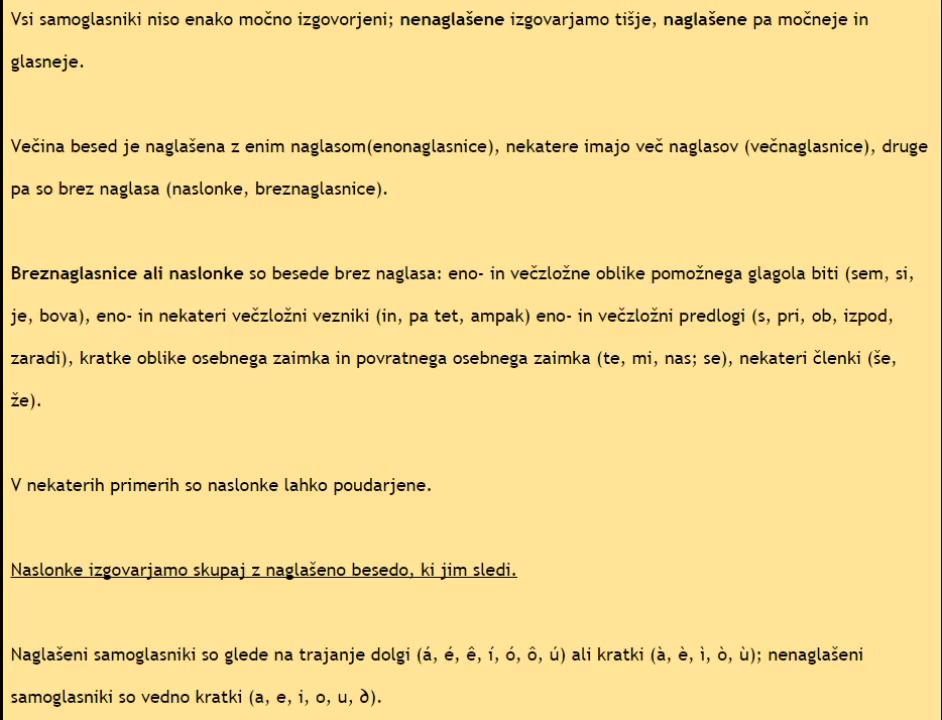 Vsi samoglasniki niso enako močno izgovorjeni; nenaglašene izgovarjamo tišje, naglašene pa močneje in
glasneje.
Večina besed je naglašena z enim naglasom(enonaglasnice), nekatere imajo več naglasov (večnaglasnice), druge
pa so brez naglasa (naslonke, breznaglasnice).
Breznaglasnice ali naslonke so besede brez naglasa: eno- in večzložne oblike pomožnega glagola biti (sem, si,
je, bova), eno- in nekateri večzložni vezniki (in, pa tet, ampak) eno- in večzložni predlogi (s, pri, ob, izpod,
zaradi), kratke oblike osebnega zaimka in povratnega osebnega zaimka (te, mi, nas; se), nekateri členki (še,
že).
V nekaterih primerih so naslonke lahko poudarjene.
Naslonke izgovarjamo skupaj z naglašeno besedo, ki jim sledi.
Naglašeni samoglasniki so glede na trajanje dolgi (á, é, ê, í, ó, ô, ú) ali kratki (à, è, ì, ò, ù); nenaglašeni
samoglasniki so vedno kratki (a, e, i, o, u, ə).